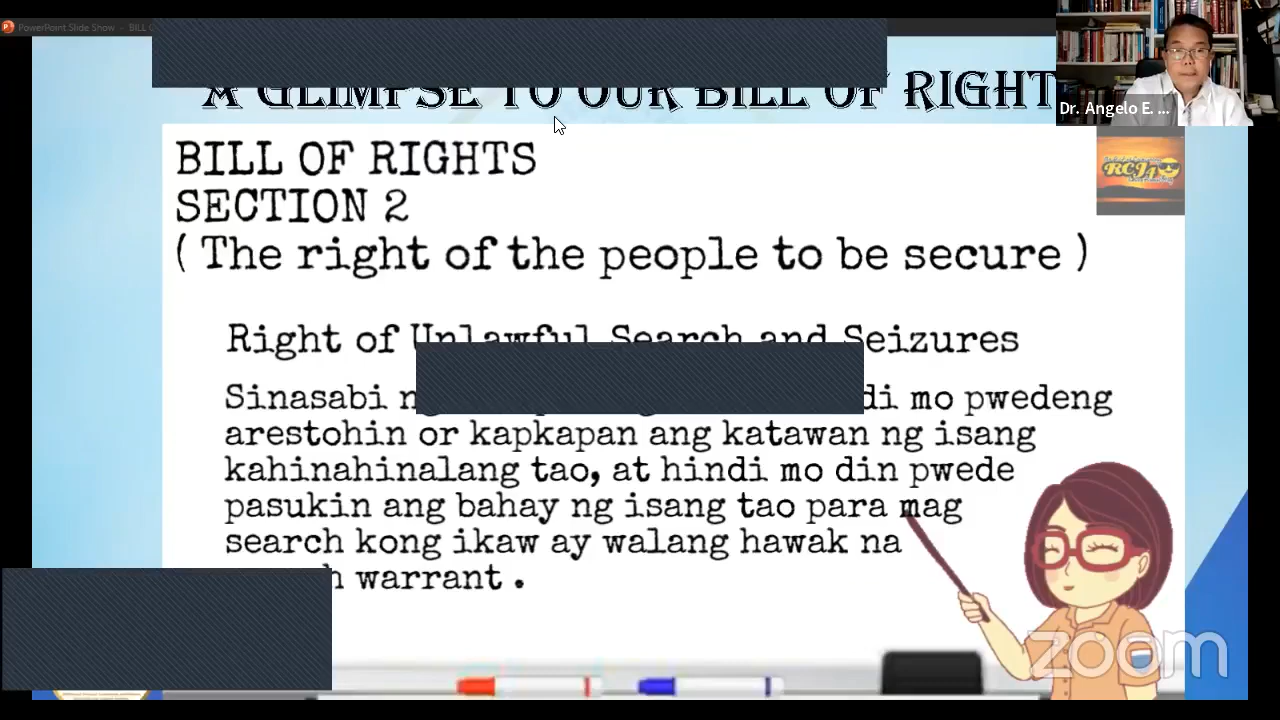 PowerPoint Slide Show - BILL
A GLIMPSE TO OUR BILL OF RIGHT
Dr. Angelo E. ...
BILL OF RIGHTS
SECTION 2
( The right of the people to be secure )
RCJ4
Right of Unlawful Search and Seizures
Sinasabi mo pwedeng
arestohin or kapkapan ang katawan ng isang
kahinahinalang tao, at hindi mo din pwede
pasukin ang bahay ng isang tao para mag
search kong ikaw ay walang hawak na
warrant .
zoom